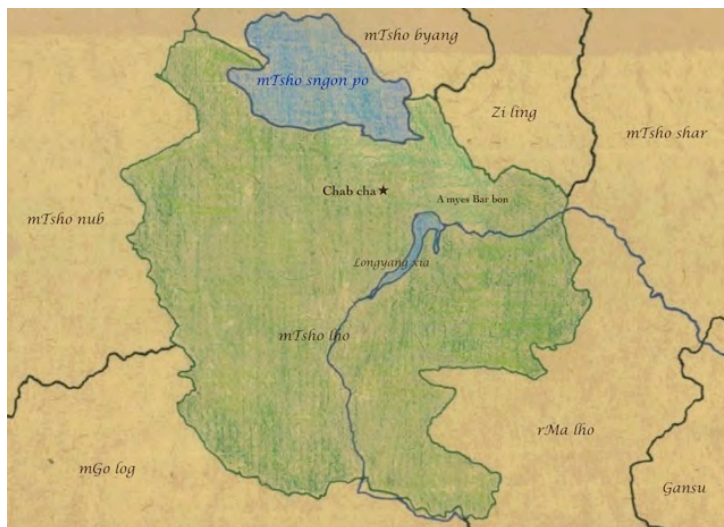 mTsho byang
mTsho sngon po
Zi ling
mTsho shar
Chab cha
A myes Bar bon
mTsho nub
Longyang xia
mTsho lho
rMa lho
mGo log
Gansu